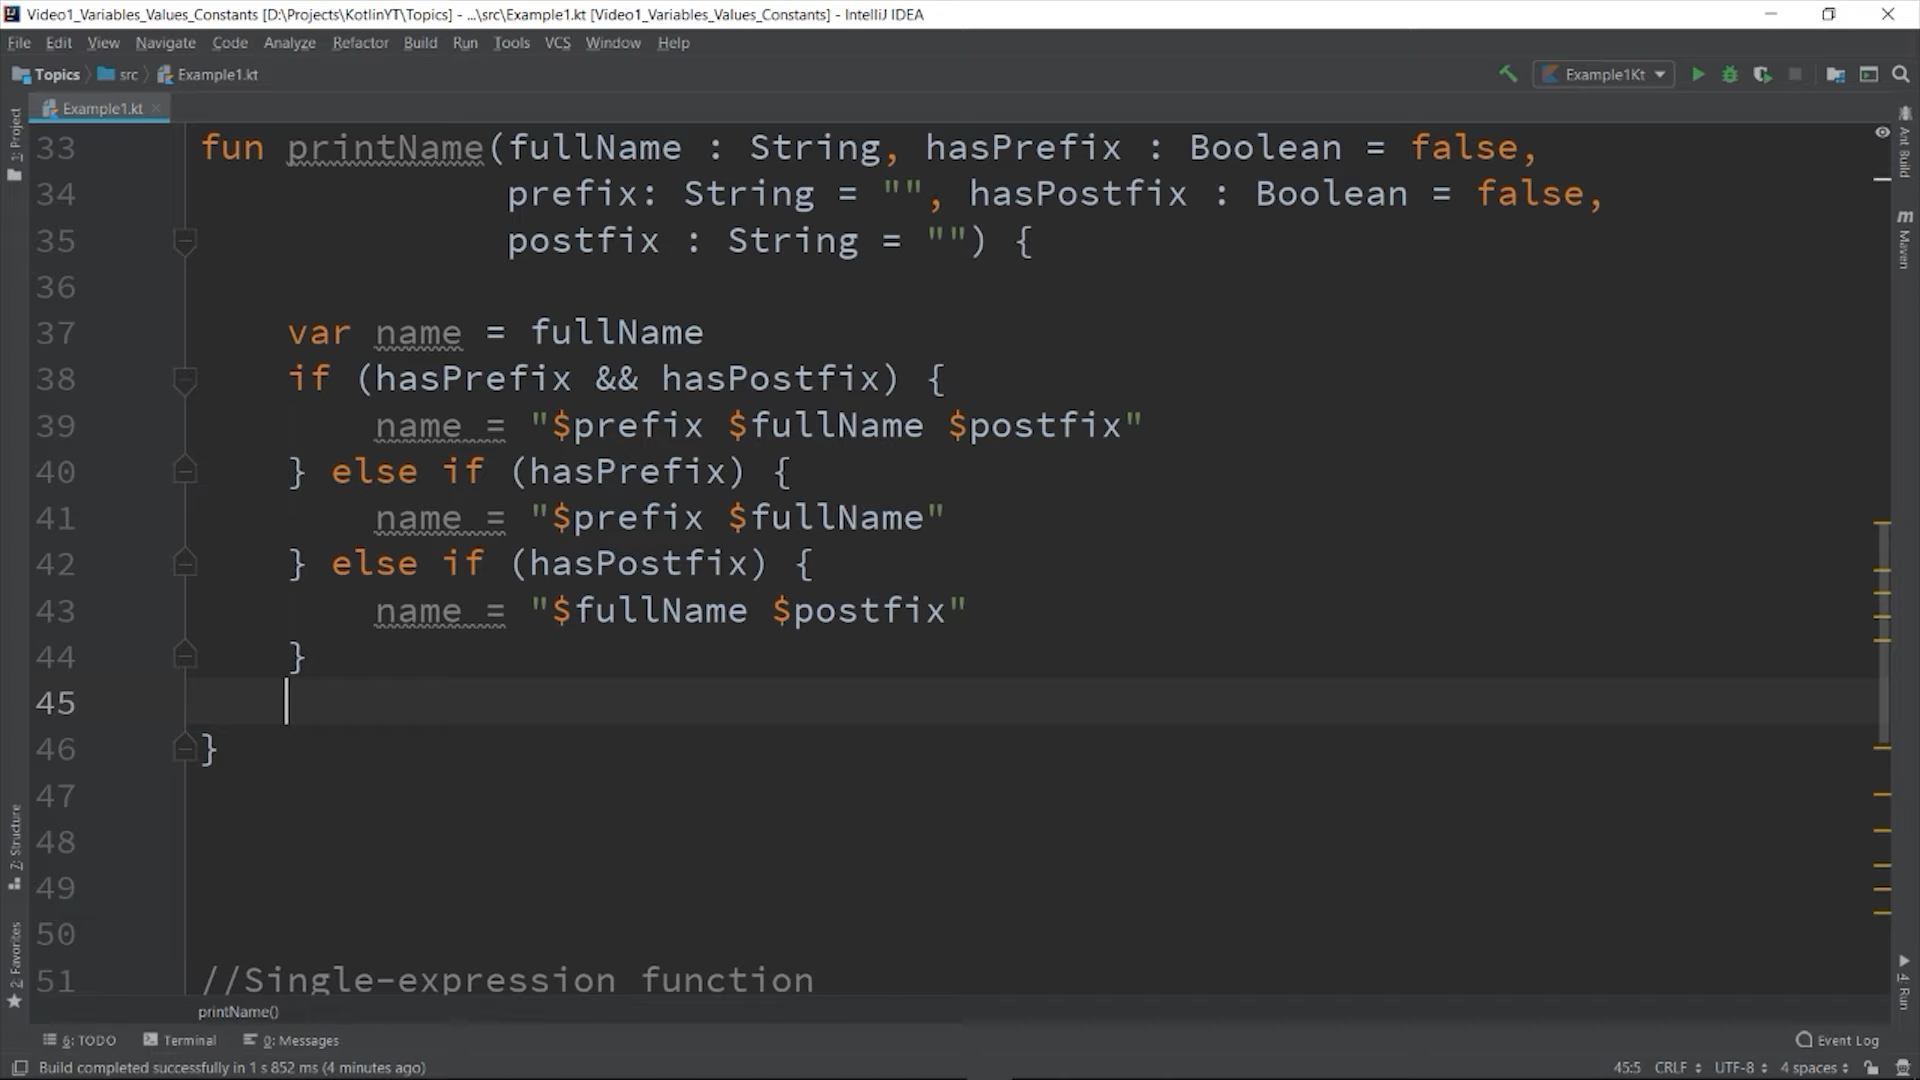 Video1_Variables_Values_Constants [D:\Projects\KotlinYT\Topics] - ...\src\Example1.kt [Video1_Variables_Values_Constants] - IntelliJ IDEA
File Edit View Navigate Code Analyze Refactor Build Run Tools VCS Window Help
Topics src Example1.kt Example1Kt
Example1.kt
1: Project
Ant Build
Maven
33 fun printName(fullName : String, hasPrefix : Boolean = false,
34 prefix: String = "", hasPostfix : Boolean = false,
35 postfix : String = "") {
36
37 var name = fullName
38 if (hasPrefix && hasPostfix) {
39 name = "$prefix $fullName $postfix"
40 } else if (hasPrefix) {
41 name = "$prefix $fullName"
42 } else if (hasPostfix) {
43 name = "$fullName $postfix"
44 }
45
46 }
47
48
49
50
51 //Single-expression function
Z: Structure
2: Favorites
4: Run
printName()
6: TODO Terminal 0: Messages Event Log
Build completed successfully in 1 s 852 ms (4 minutes ago) 45:5 CRLF UTF-8 4 spaces